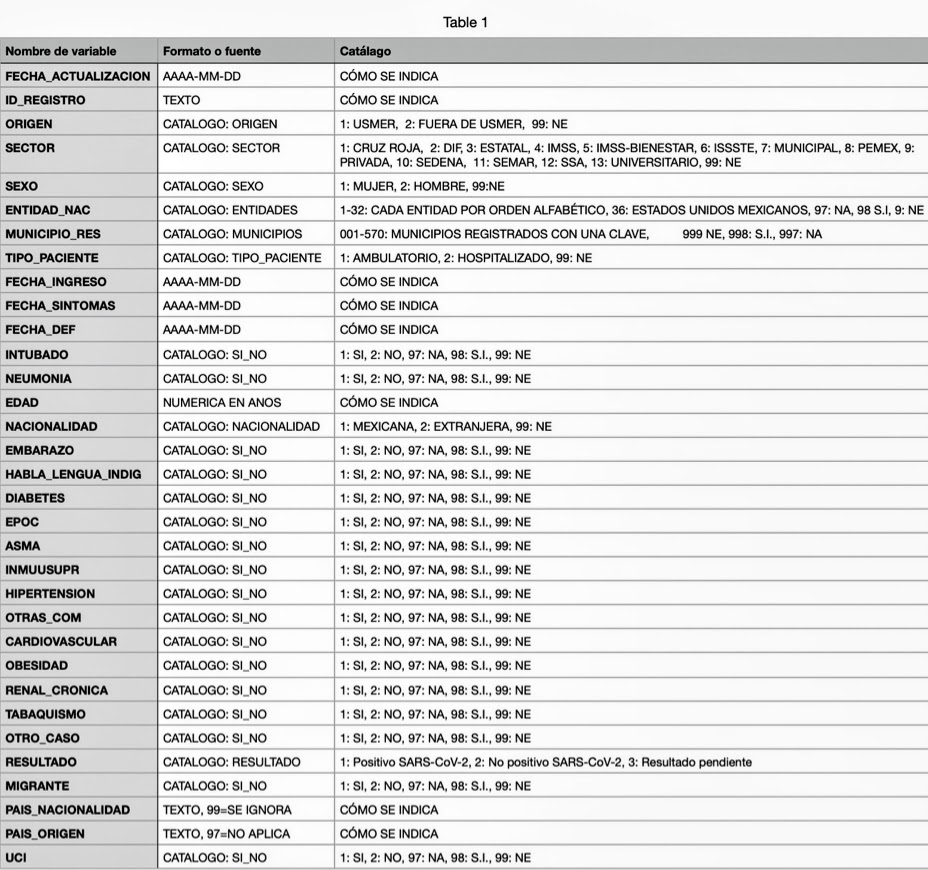 Table 1
Nombre de variable Formato o fuente Catálago
FECHA_ACTUALIZACION AAAA-MM-DD CÓMO SE INDICA
ID_REGISTRO TEXTO CÓMO SE INDICA
ORIGEN CATALOGO: ORIGEN 1: USMER, 2: FUERA DE USMER, 99: NE
SECTOR CATALOGO: SECTOR 1: CRUZ ROJA, 2: DIF, 3: ESTATAL, 4: IMSS, 5: IMSS-BIENESTAR, 6: ISSSTE, 7: MUNICIPAL, 8: PEMEX, 9:
PRIVADA, 10: SEDENA, 11: SEMAR, 12: SSA, 13: UNIVERSITARIO, 99: NE
SEXO CATALOGO: SEXO 1: MUJER, 2: HOMBRE, 99:NE
ENTIDAD_NAC CATALOGO: ENTIDADES 1-32: CADA ENTIDAD POR ORDEN ALFABÉTICO, 36: ESTADOS UNIDOS MEXICANOS, 97: NA, 98 S.I, 9: NE
MUNICIPIO_RES CATALOGO: MUNICIPIOS 001-570: MUNICIPIOS REGISTRADOS CON UNA CLAVE, 999 NE, 998: S.I., 997: NA
TIPO_PACIENTE CATALOGO: TIPO_PACIENTE 1: AMBULATORIO, 2: HOSPITALIZADO, 99: NE
FECHA_INGRESO AAAA-MM-DD CÓMO SE INDICA
FECHA_SINTOMAS AAAA-MM-DD CÓMO SE INDICA
FECHA_DEF AAAA-MM-DD CÓMO SE INDICA
INTUBADO CATALOGO: SI_NO 1: SI, 2: NO, 97: NA, 98: S.I., 99: NE
NEUMONIA CATALOGO: SI_NO 1: SI, 2: NO, 97: NA, 98: S.I., 99: NE
EDAD NUMERICA EN ANOS CÓMO SE INDICA
NACIONALIDAD CATALOGO: NACIONALIDAD 1: MEXICANA, 2: EXTRANJERA, 99: NE
EMBARAZO CATALOGO: SI_NO 1: SI, 2: NO, 97: NA, 98: S.I., 99: NE
HABLA_LENGUA_INDIG CATALOGO: SI_NO 1: SI, 2: NO, 97: NA, 98: S.I., 99: NE
DIABETES CATALOGO: SI_NO 1: SI, 2: NO, 97: NA, 98: S.I., 99: NE
EPOC CATALOGO: SI_NO 1: SI, 2: NO, 97: NA, 98: S.I., 99: NE
ASMA CATALOGO: SI_NO 1: SI, 2: NO, 97: NA, 98: S.I., 99: NE
INMUUSUPR CATALOGO: SI_NO 1: SI, 2: NO, 97: NA, 98: S.I., 99: NE
HIPERTENSION CATALOGO: SI_NO 1: SI, 2: NO, 97: NA, 98: S.I., 99: NE
OTRAS_COM CATALOGO: SI_NO 1: SI, 2: NO, 97: NA, 98: S.I., 99: NE
CARDIOVASCULAR CATALOGO: SI_NO 1: SI, 2: NO, 97: NA, 98: S.I., 99: NE
OBESIDAD CATALOGO: SI_NO 1: SI, 2: NO, 97: NA, 98: S.I., 99: NE
RENAL_CRONICA CATALOGO: SI_NO 1: SI, 2: NO, 97: NA, 98: S.I., 99: NE
TABAQUISMO CATALOGO: SI_NO 1: SI, 2: NO, 97: NA, 98: S.I., 99: NE
OTRO_CASO CATALOGO: SI_NO 1: SI, 2: NO, 97: NA, 98: S.I., 99: NE
RESULTADO CATALOGO: RESULTADO 1: Positivo SARS-CoV-2, 2: No positivo SARS-CoV-2, 3: Resultado pendiente
MIGRANTE CATALOGO: SI_NO 1: SI, 2: NO, 97: NA, 98: S.I., 99: NE
PAIS_NACIONALIDAD TEXTO, 99=SE IGNORA CÓMO SE INDICA
PAIS_ORIGEN TEXTO, 97=NO APLICA CÓMO SE INDICA
UCI CATALOGO: SI_NO 1: SI, 2: NO, 97: NA, 98: S.I., 99: NE